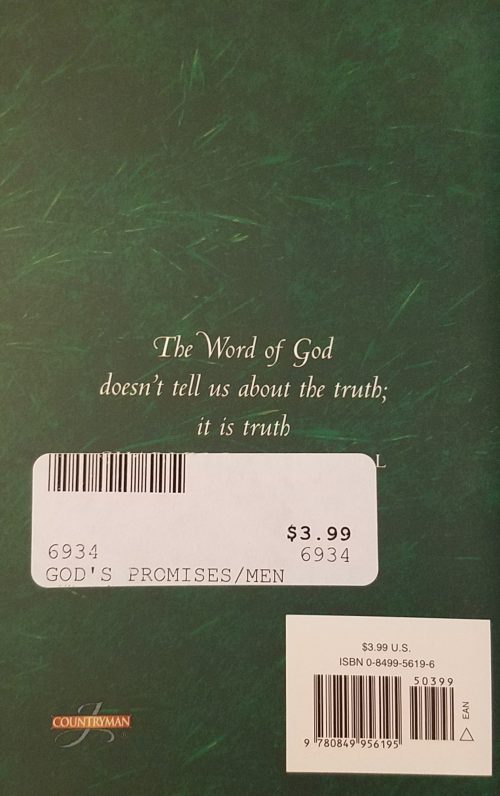 The Word of God
doesn't tell us about the truth;
it is truth
L
$3.99
6934 6934
GOD'S PROMISES/MEN
$3.99 U.S.
ISBN 0-8499-5619-6
50399
EAN
9 780849 956195
J
COUNTRYMAN